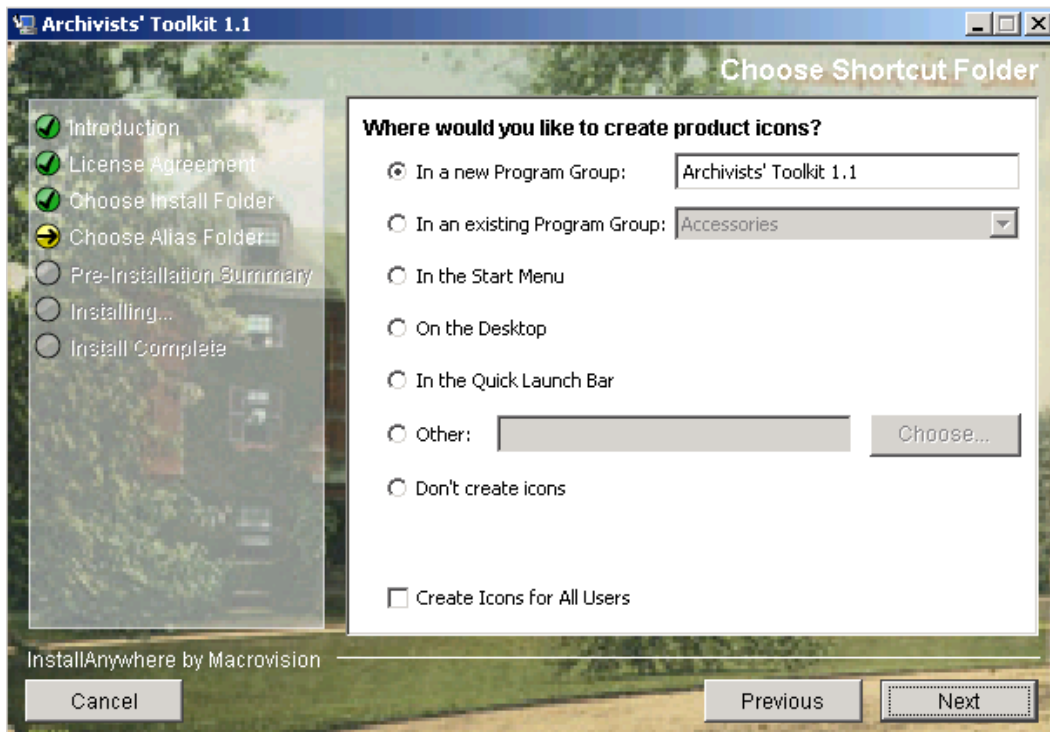 Archivists' Toolkit 1.1
Choose Shortcut Folder
Introduction
License Agreement
Choose Install Folder
Choose Alias Folder
Pre-Installation Summary
Installing...
Install Complete
Where would you like to create product icons?
In a new Program Group: Archivists' Toolkit 1.1
In an existing Program Group: Accessories
In the Start Menu
On the Desktop
In the Quick Launch Bar
Other: Choose...
Don't create icons
Create Icons for All Users
InstallAnywhere by Macrovision
Cancel Previous Next